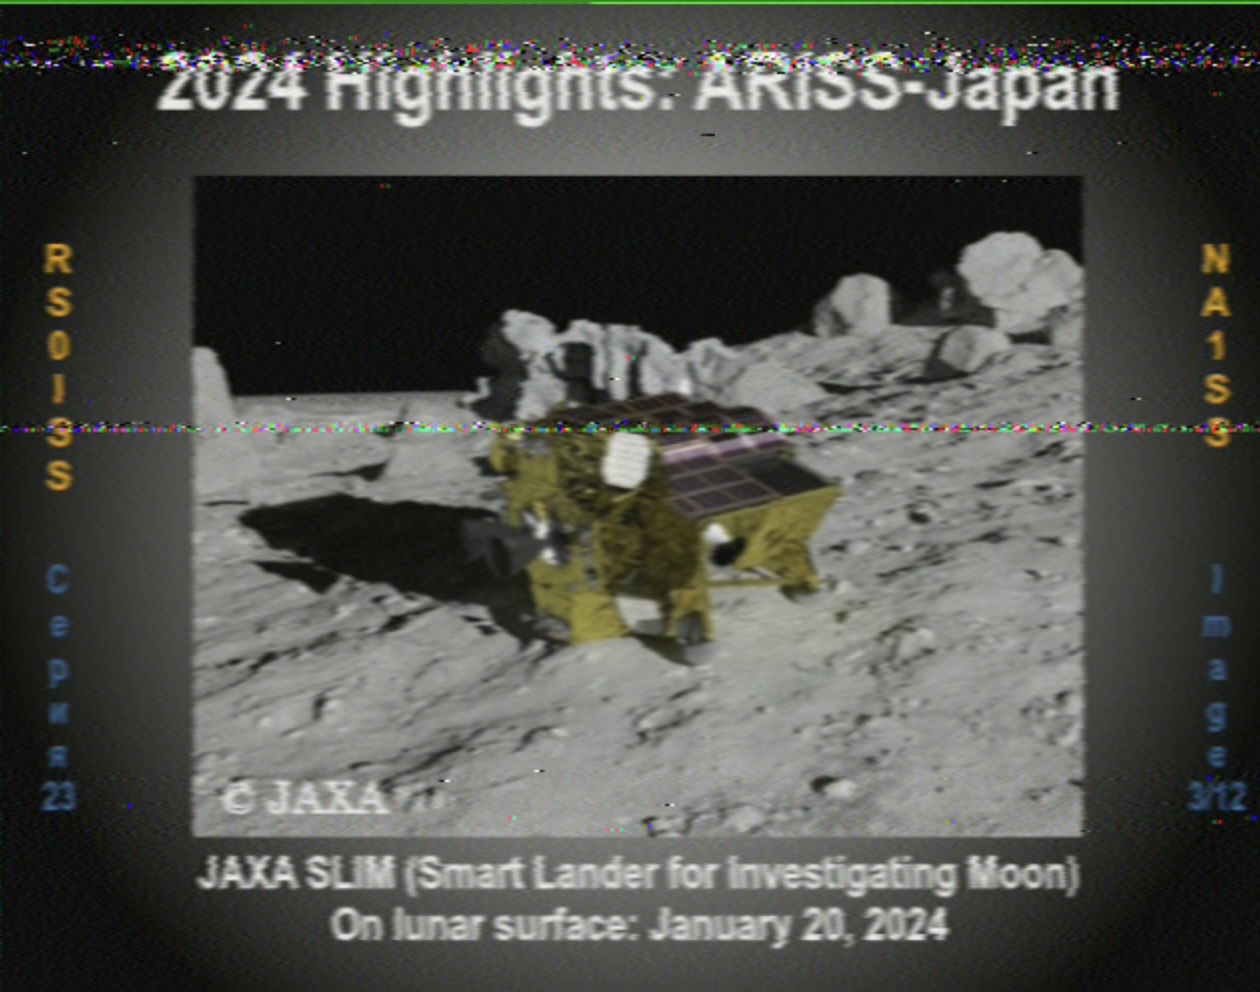 2024 Highlights: ARISS-Japan
RS0ISS
Серия
23
NA1SS
Image
3/12
© JAXA
JAXA SLIM (Smart Lander for Investigating Moon)
On lunar surface: January 20, 2024